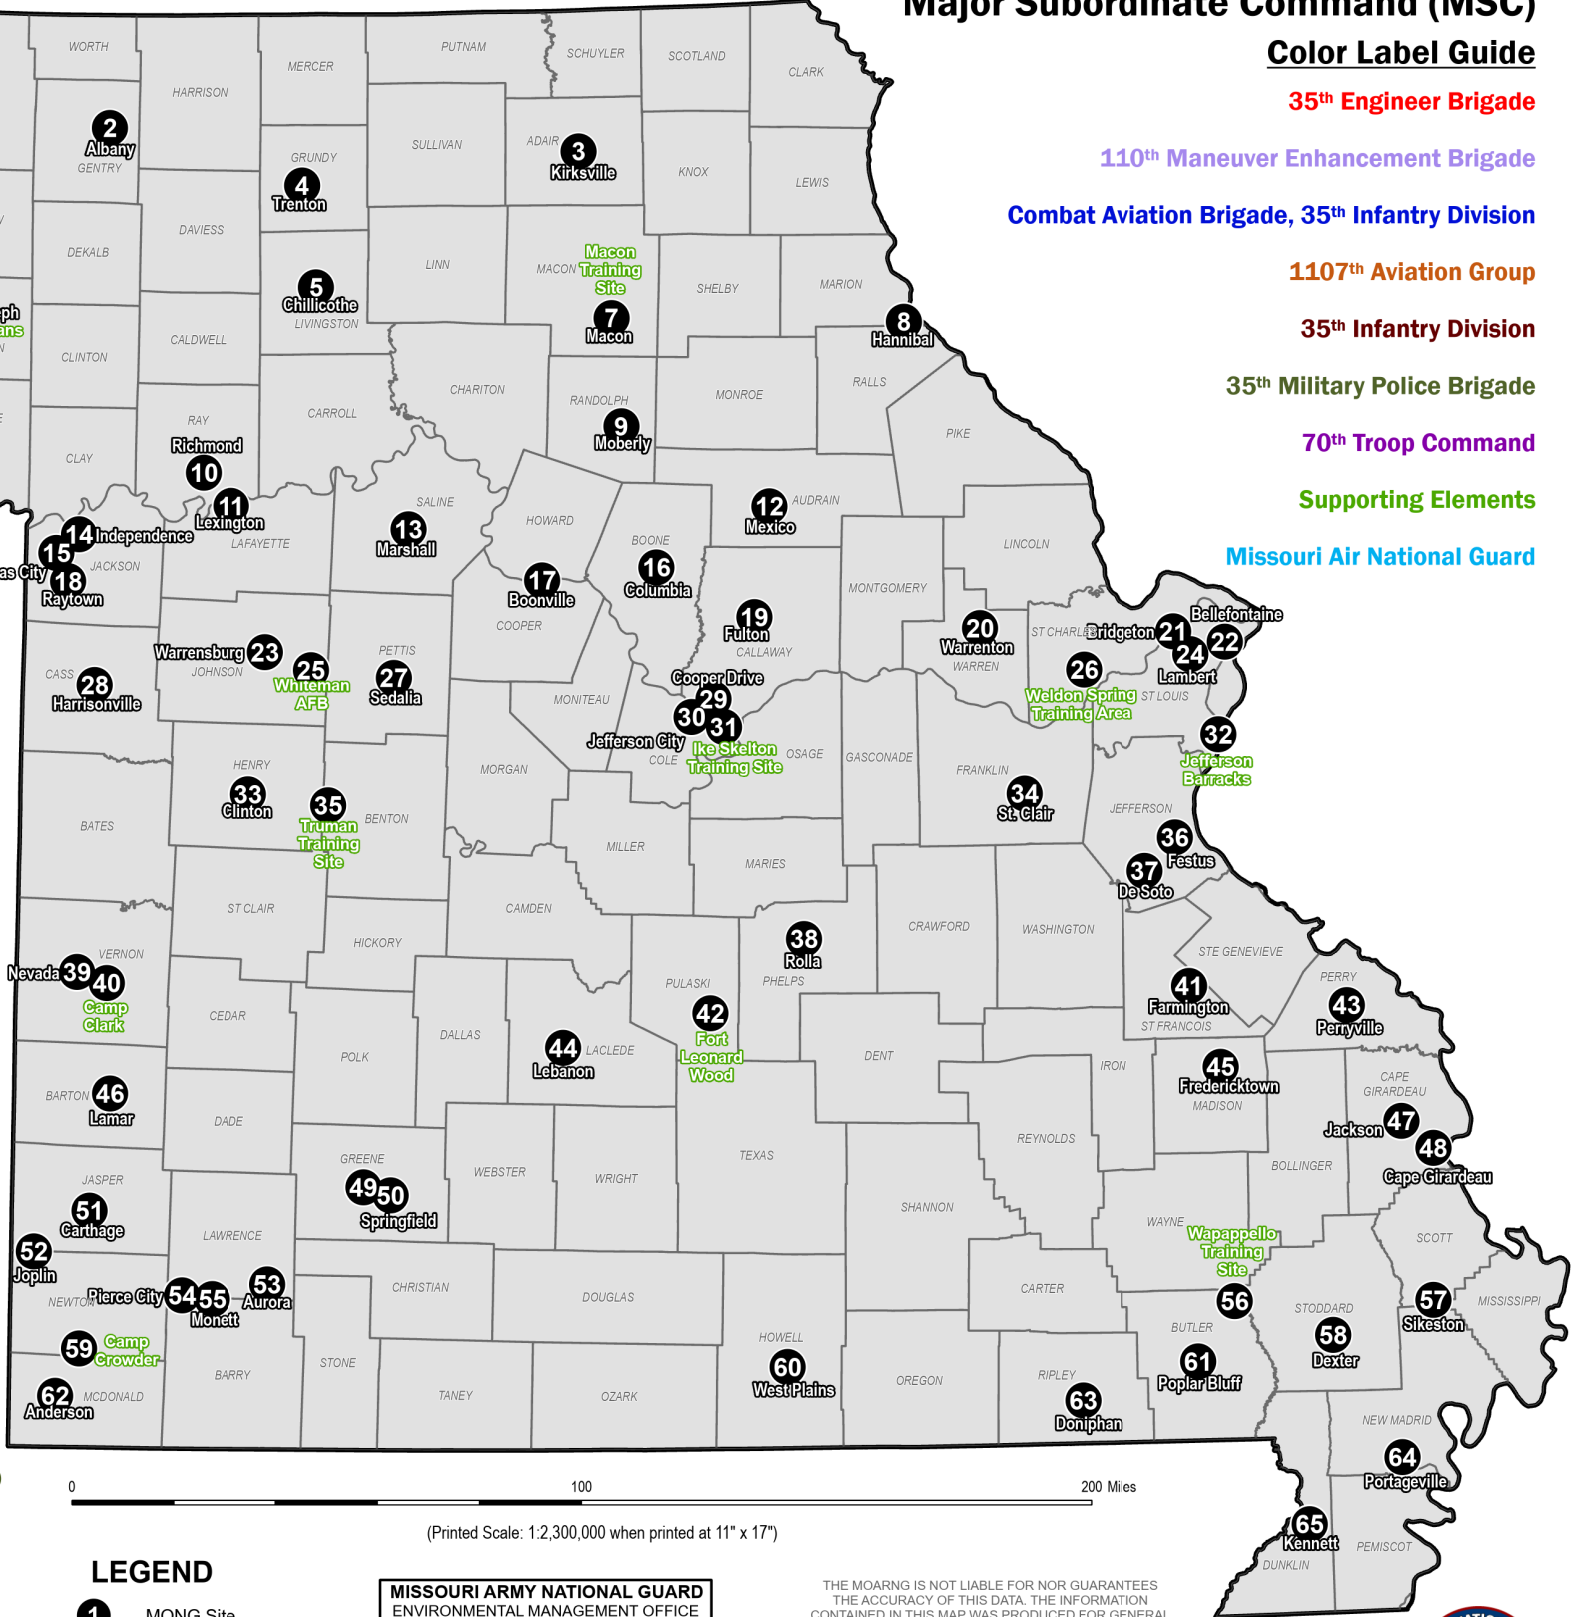 Major Subordinate Command (MSC)
Color Label Guide
35th Engineer Brigade
110th Maneuver Enhancement Brigade
Combat Aviation Brigade, 35th Infantry Division
1107th Aviation Group
35th Infantry Division
35th Military Police Brigade
70th Troop Command
Supporting Elements
Missouri Air National Guard
WORTH
HARRISON
MERCER
PUTNAM
SCHUYLER
SCOTLAND
CLARK
2
Albany
GENTRY
GRUNDY
4
Trenton
SULLIVAN
ADAIR
3
Kirksville
KNOX
LEWIS
DEKALB
DAVIESS
5
Chillicothe
LIVINGSTON
LINN
MACON
Macon
Training
Site
7
Macon
SHELBY
MARION
8
Hannibal
ph
ans
CLINTON
CALDWELL
CARROLL
CHARITON
RANDOLPH
9
Moberly
MONROE
RALLS
PIKE
CLAY
RAY
Richmond
10
11
Lexington
LAFAYETTE
SALINE
13
Marshall
HOWARD
BOONE
16
Columbia
12
Mexico
AUDRAIN
LINCOLN
14
Independence
15
as City
18
Raytown
JACKSON
17
Boonville
COOPER
19
Fulton
CALLAWAY
MONTGOMERY
20
Warrenton
WARREN
ST CHARLES
Bridgeton
21
Bellefontaine
22
24
Lambert
ST LOUIS
26
Weldon Spring
Training Area
CASS
28
Harrisonville
Warrensburg
23
JOHNSON
25
Whiteman
AFB
PETTIS
27
Sedalia
MONITEAU
Cooper Drive
29
30
31
Jefferson City
COLE
Ike Skelton
Training Site
OSAGE
GASCONADE
FRANKLIN
34
St. Clair
32
Jefferson
Barracks
JEFFERSON
36
Festus
37
De Soto
BATES
HENRY
33
Clinton
35
Truman
Training
Site
BENTON
MORGAN
MILLER
MARIES
ST CLAIR
HICKORY
CAMDEN
PULASKI
38
Rolla
PHELPS
CRAWFORD
WASHINGTON
STE GENEVIEVE
PERRY
VERNON
Nevada
39
40
Camp
Clark
CEDAR
POLK
DALLAS
44
Lebanon
LACLEDE
42
Fort
Leonard
Wood
DENT
IRON
41
Farmington
ST FRANCOIS
43
Perryville
45
Fredericktown
MADISON
CAPE
GIRARDEAU
47
Jackson
48
Cape Girardeau
BARTON
46
Lamar
DADE
GREENE
49
50
Springfield
WEBSTER
WRIGHT
TEXAS
REYNOLDS
SHANNON
BOLLINGER
WAYNE
Wapappello
Training
Site
56
SCOTT
MISSISSIPPI
JASPER
51
Carthage
52
Joplin
LAWRENCE
NEWTON
Pierce City
54
55
Monett
53
Aurora
CHRISTIAN
DOUGLAS
CARTER
STODDARD
58
Dexter
57
Sikeston
59
Camp
Crowder
62
Anderson
MCDONALD
BARRY
STONE
TANEY
OZARK
HOWELL
60
West Plains
OREGON
RIPLEY
63
Doniphan
BUTLER
61
Poplar Bluff
NEW MADRID
64
Portageville
65
Kennett
DUNKLIN
PEMISCOT
0 100 200 Miles
(Printed Scale: 1:2,300,000 when printed at 11" x 17")
LEGEND
1 MONG Site
MISSOURI ARMY NATIONAL GUARD
ENVIRONMENTAL MANAGEMENT OFFICE
THE MOARNG IS NOT LIABLE FOR NOR GUARANTEES
THE ACCURACY OF THIS DATA. THE INFORMATION
CONTAINED IN THIS MAP WAS PRODUCED FOR GENERAL